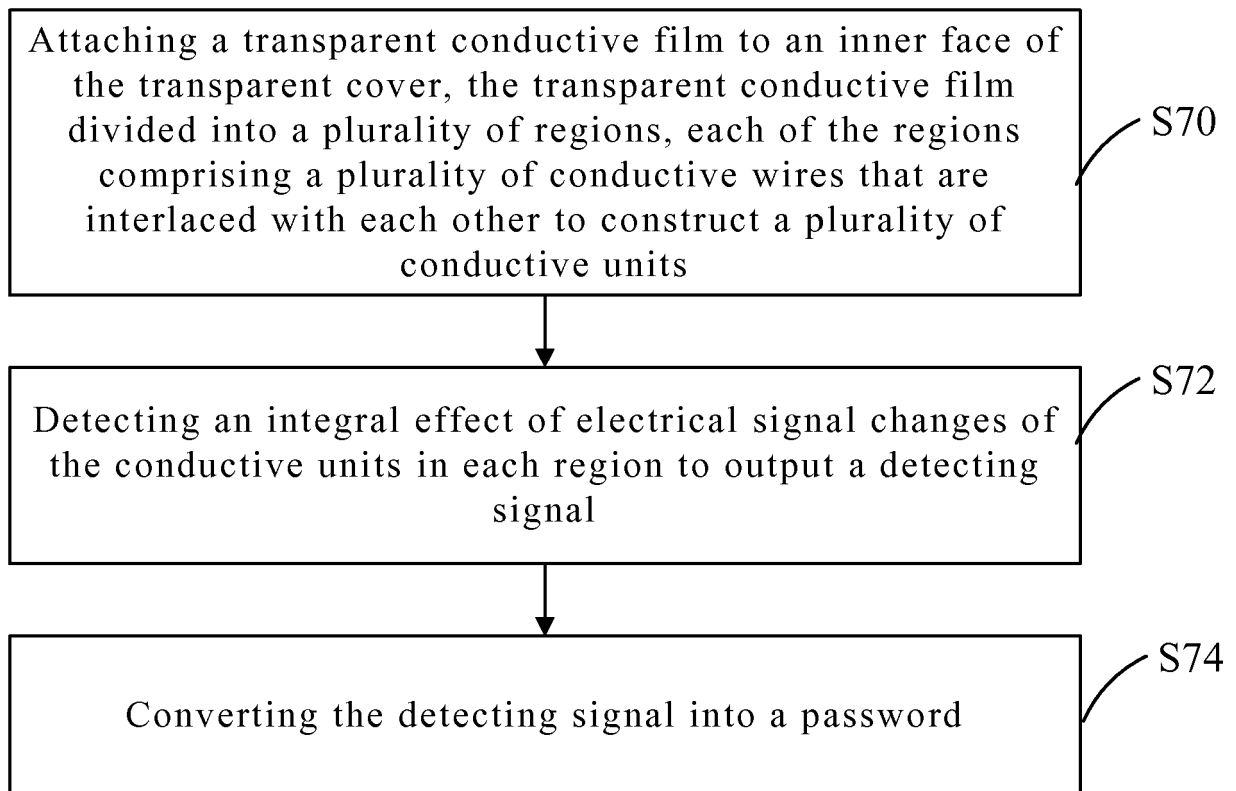 Attaching a transparent conductive film to an inner face of
the transparent cover, the transparent conductive film
divided into a plurality of regions, each of the regions
comprising a plurality of conductive wires that are
interlaced with each other to construct a plurality of
conductive units
S70
Detecting an integral effect of electrical signal changes of
the conductive units in each region to output a detecting
signal
S72
Converting the detecting signal into a password
S74